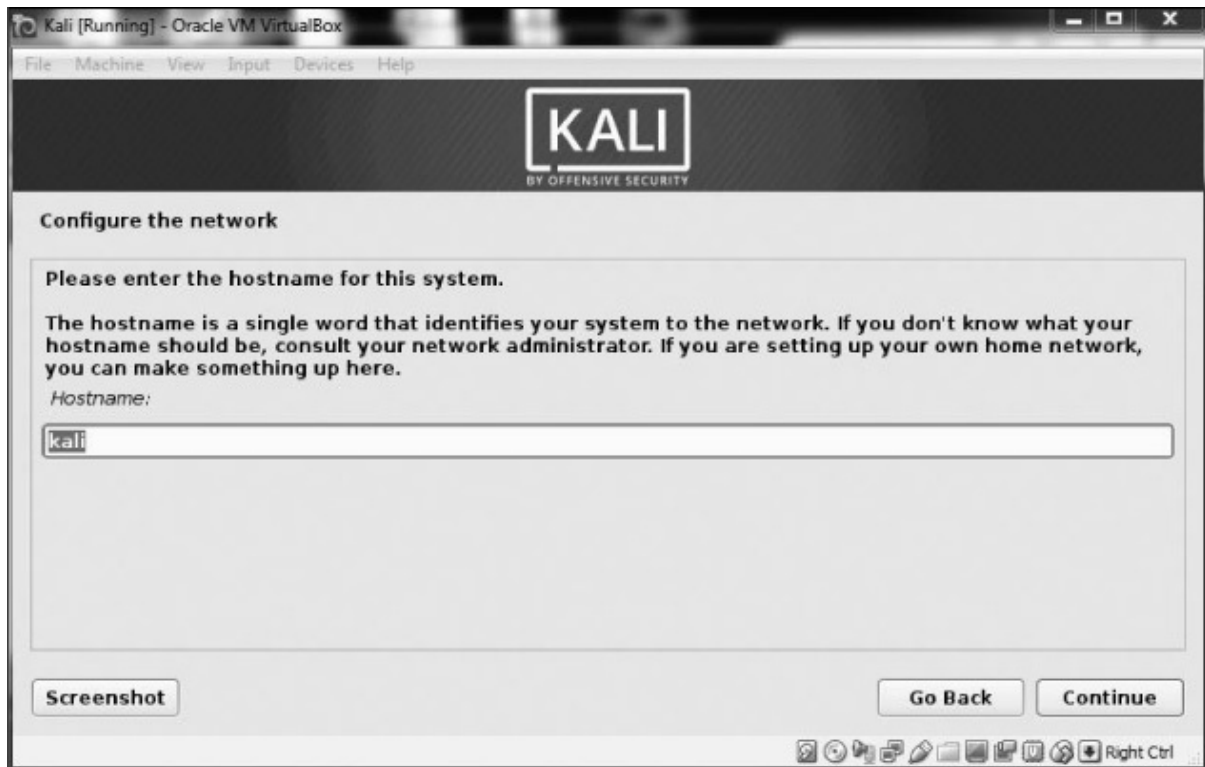 Kali [Running] - Oracle VM VirtualBox
File Machine View Input Devices Help
KALI
BY OFFENSIVE SECURITY
Configure the network
Please enter the hostname for this system.
The hostname is a single word that identifies your system to the network. If you don't know what your
hostname should be, consult your network administrator. If you are setting up your own home network,
you can make something up here.
Hostname:
kali
Screenshot Go Back Continue
Right Ctrl